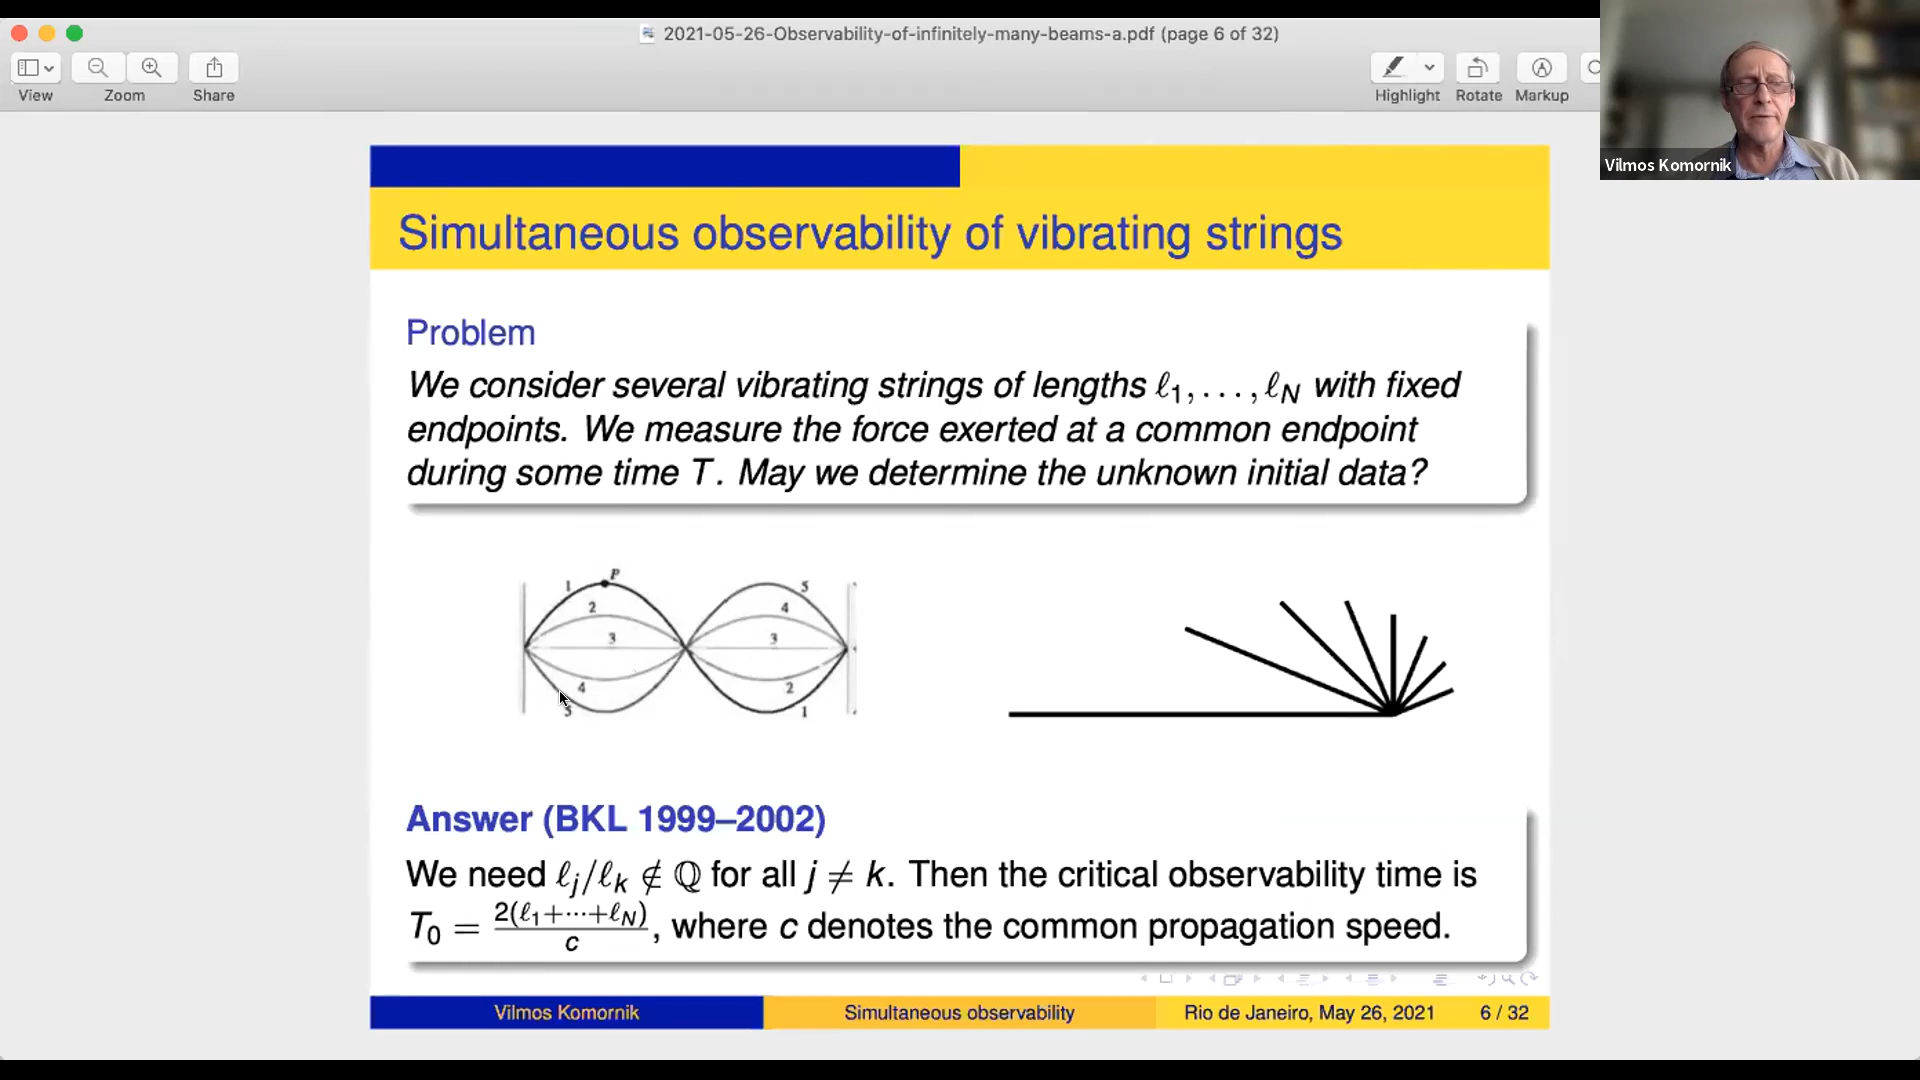 2021-05-26-Observability-of-infinitely-many-beams-a.pdf (page 6 of 32)
View Zoom Share Highlight Rotate Markup
Vilmos Komornik
Simultaneous observability of vibrating strings
Problem
We consider several vibrating strings of lengths ℓ₁, . . . , ℓ_N with fixed
endpoints. We measure the force exerted at a common endpoint
during some time T. May we determine the unknown initial data?
1 P 5
2 4
3 3
4 2
5 1
Answer (BKL 1999–2002)
We need ℓ_j/ℓ_k ∉ ℚ for all j ≠ k. Then the critical observability time is
T₀ = 2(ℓ₁+···+ℓ_N)/c, where c denotes the common propagation speed.
Vilmos Komornik Simultaneous observability Rio de Janeiro, May 26, 2021 6 / 32